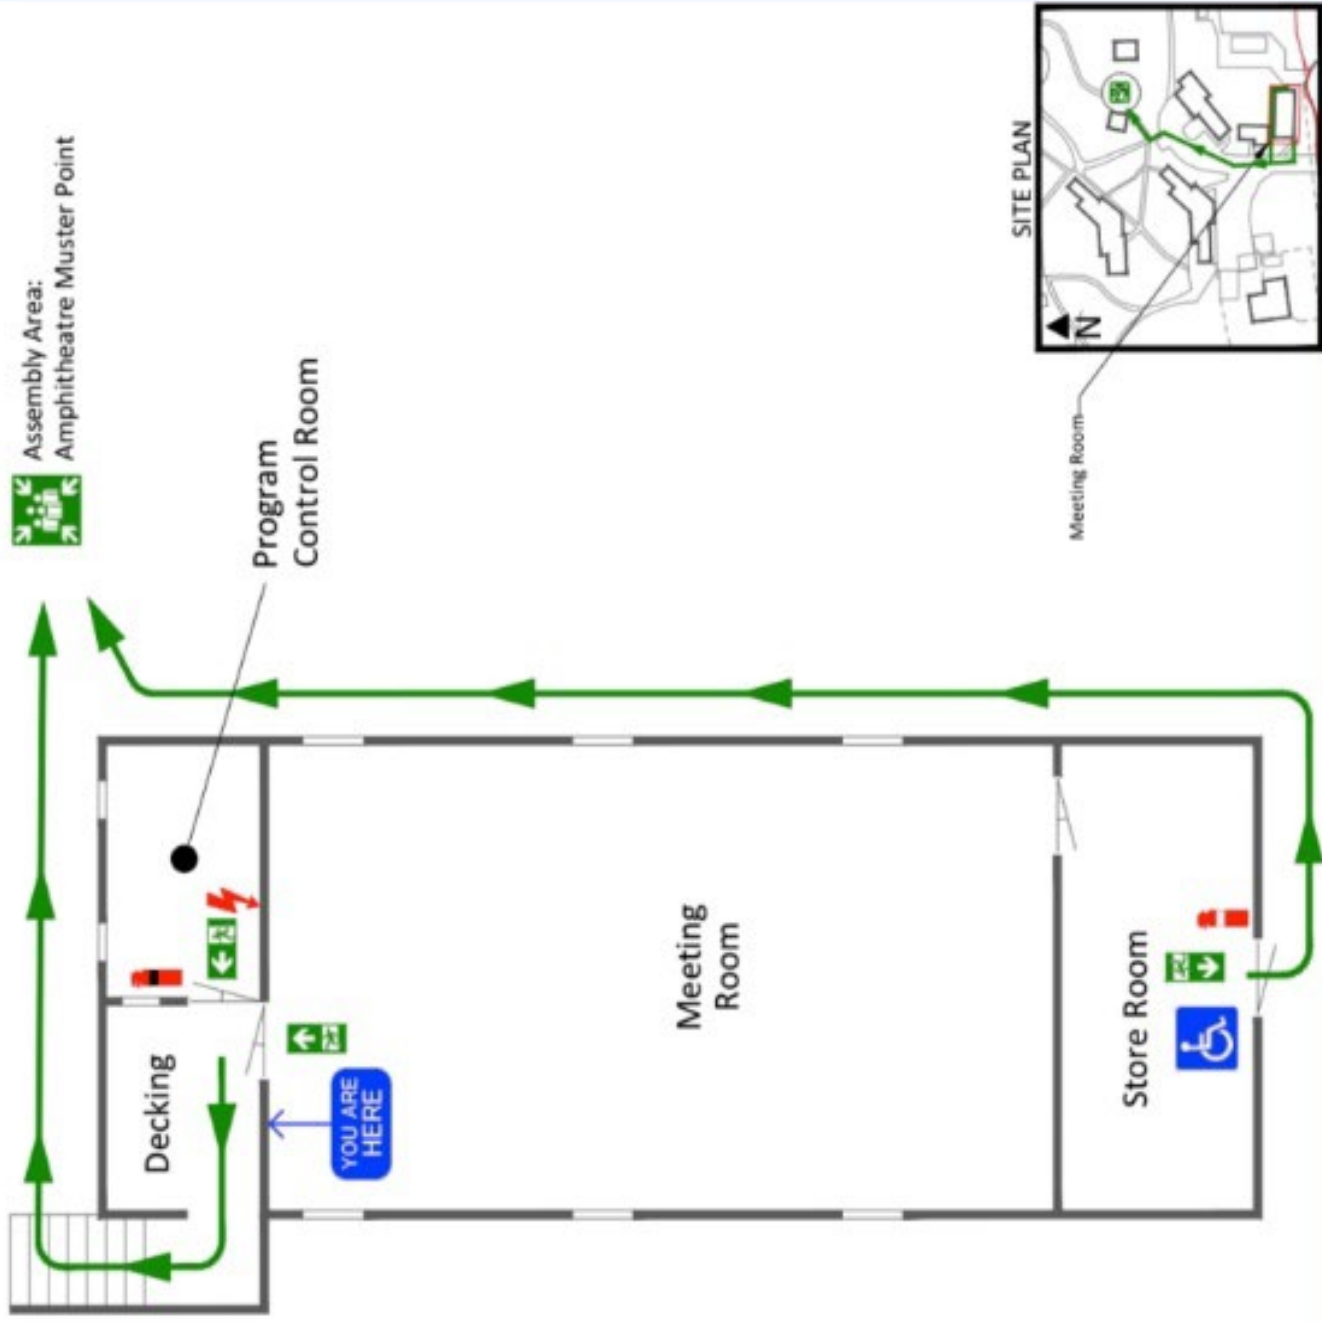 Assembly Area:
Amphitheatre Muster Point
Program
Control Room
Decking
YOU ARE
HERE
Meeting
Room
Store Room
SITE PLAN
N
Meeting Room